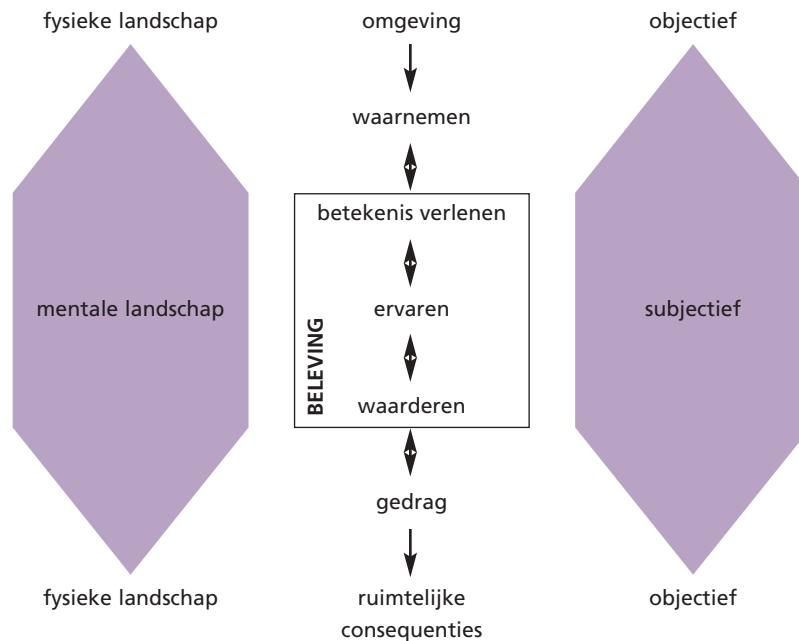 fysieke landschap
omgeving
objectief
waarnemen
betekenis verlenen
mentale landschap
ervaren
subjectief
BELEVING
waarderen
gedrag
fysieke landschap
ruimtelijke
objectief
consequenties